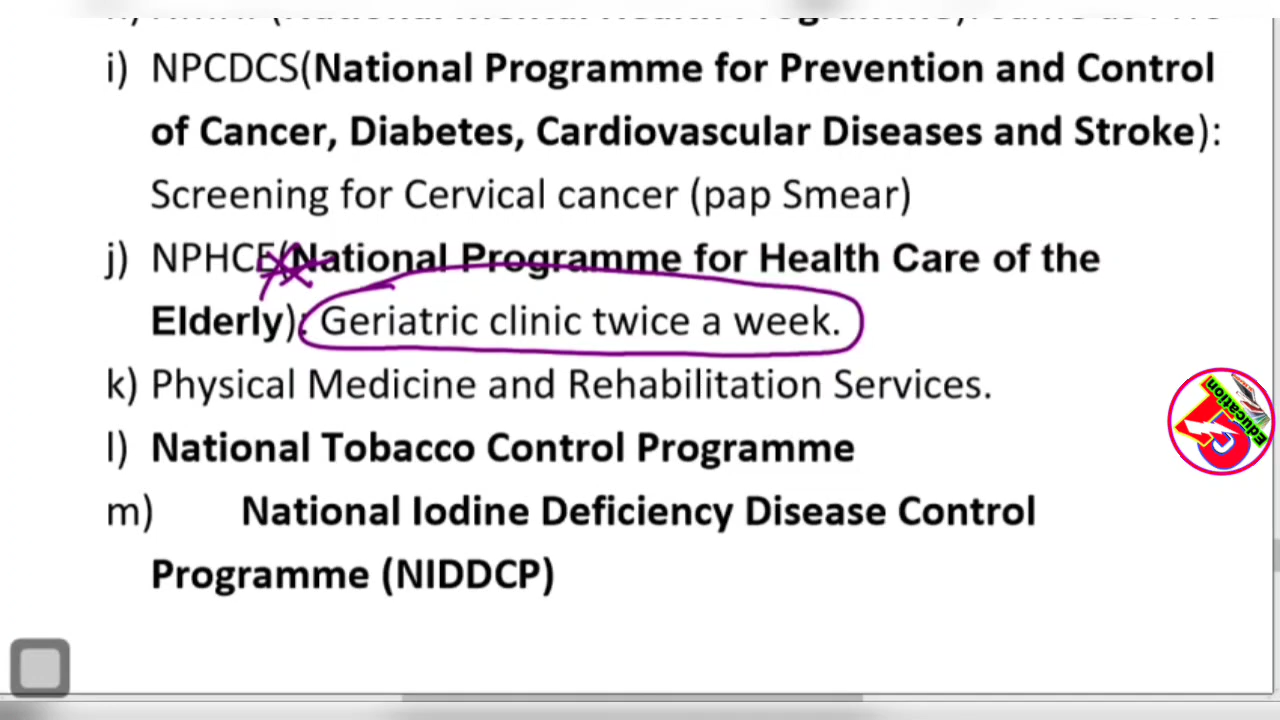 i) NPCDCS(National Programme for Prevention and Control
of Cancer, Diabetes, Cardiovascular Diseases and Stroke):
Screening for Cervical cancer (pap Smear)
j) NPHCE(National Programme for Health Care of the
Elderly): Geriatric clinic twice a week.
k) Physical Medicine and Rehabilitation Services.
l) National Tobacco Control Programme
m) National Iodine Deficiency Disease Control
Programme (NIDDCP)
Education